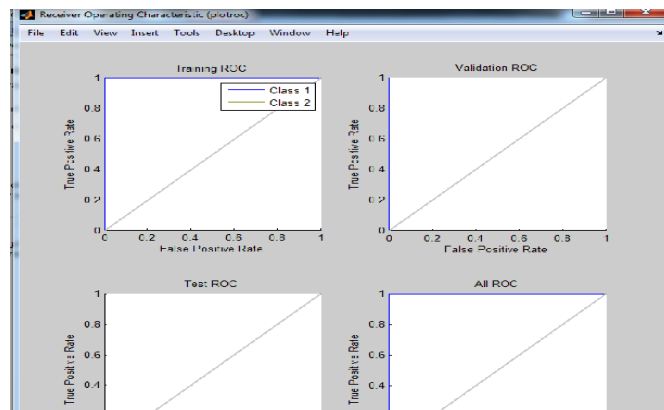 Receiver Operating Characteristic (plotroc)
File Edit View Insert Tools Desktop Window Help
Training ROC
Class 1
Class 2
1
0.8
0.6
0.4
0.2
0
True Positive Rate
0.2 0.4 0.6 0.8 1
False Positive Rate
Validation ROC
1
0.8
0.6
0.4
0.2
0
True Positive Rate
0 0.2 0.4 0.6 0.8 1
False Positive Rate
Test ROC
1
0.8
0.6
0.4
True Positive Rate
All ROC
1
0.8
0.6
0.4
True Positive Rate